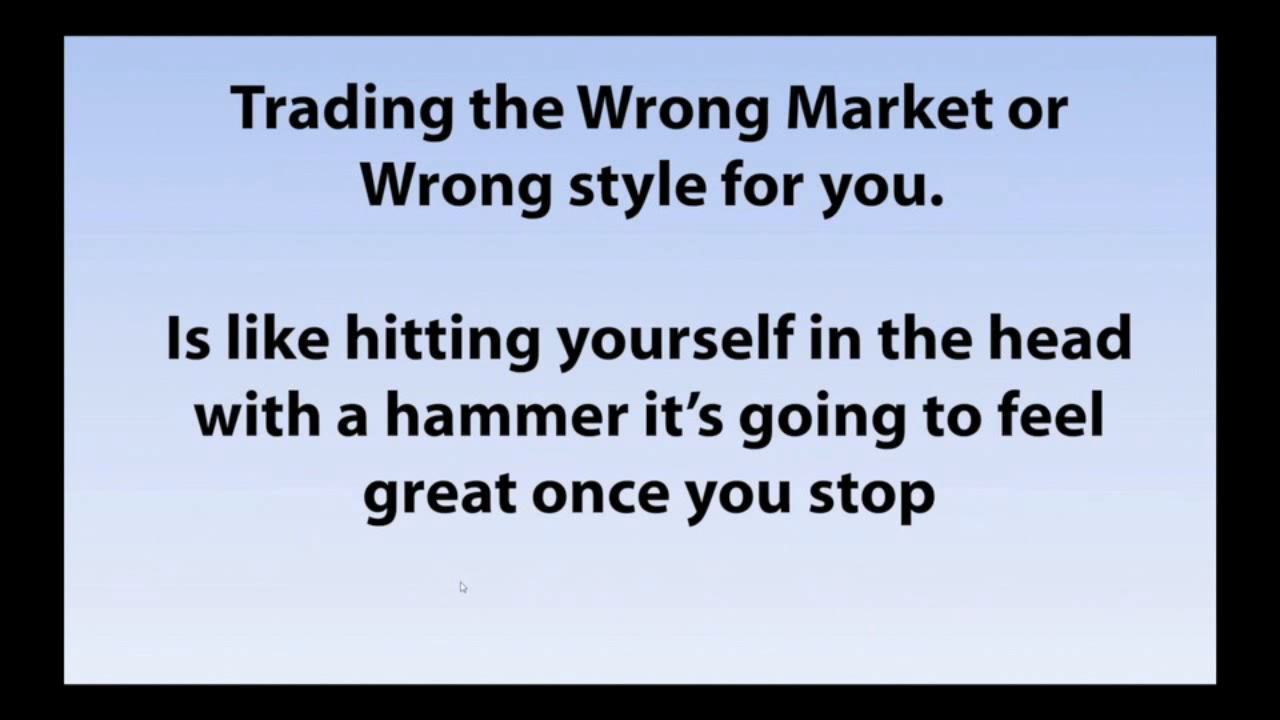 Trading the Wrong Market or
Wrong style for you.
Is like hitting yourself in the head
with a hammer it’s going to feel
great once you stop